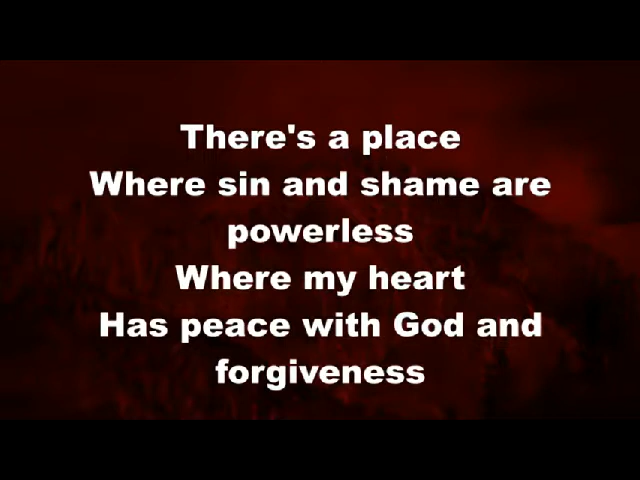 There's a place
Where sin and shame are
powerless
Where my heart
Has peace with God and
forgiveness